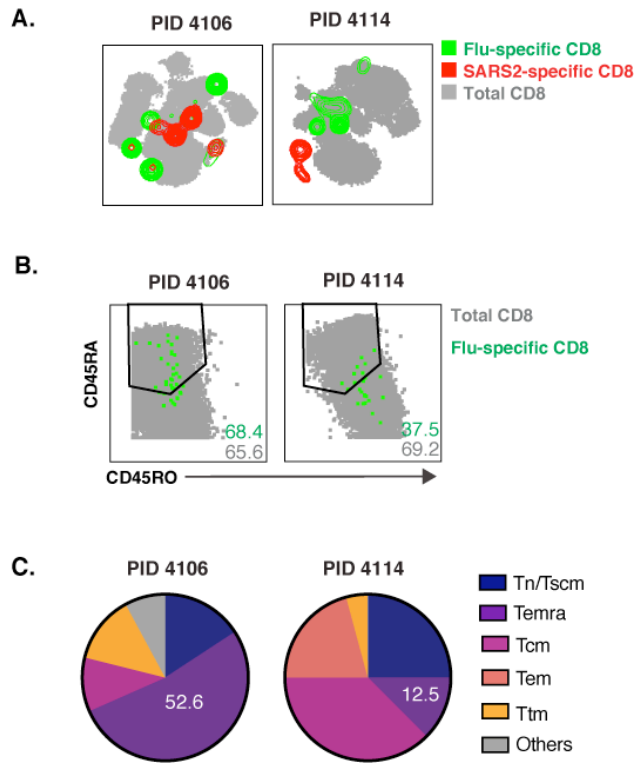 A.
PID 4106 PID 4114
Flu-specific CD8
SARS2-specific CD8
Total CD8
B.
PID 4106 PID 4114
Total CD8
Flu-specific CD8
CD45RA
68.4
65.6
37.5
69.2
CD45RO
C.
PID 4106 PID 4114
52.6
12.5
Tn/Tscm
Temra
Tcm
Tem
Ttm
Others